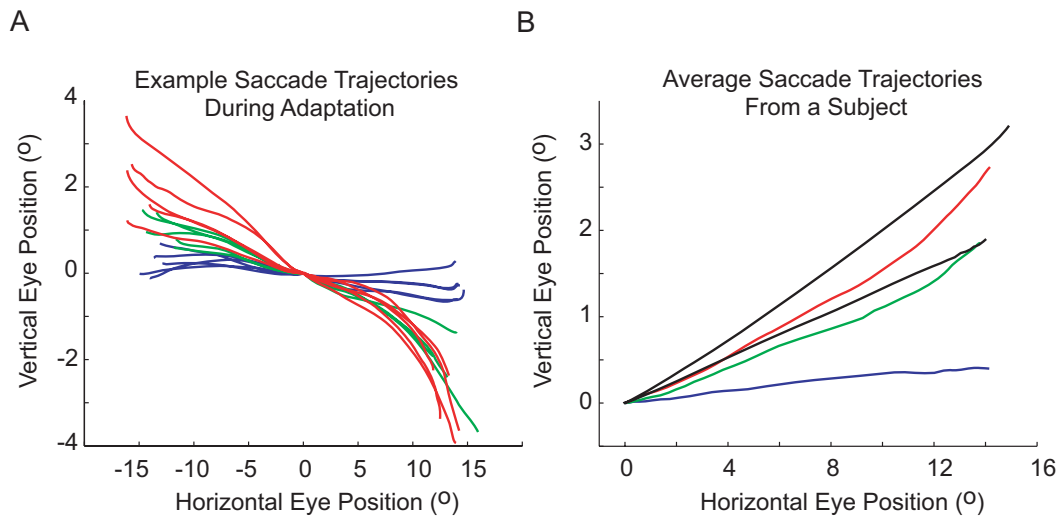 A
B
Example Saccade Trajectories
During Adaptation
Average Saccade Trajectories
From a Subject
Vertical Eye Position (º)
4
2
0
-2
-4
-15
-10
-5
0
5
10
15
Horizontal Eye Position (º)
Vertical Eye Position (º)
3
2
1
0
0
4
8
12
16
Horizontal Eye Position (º)